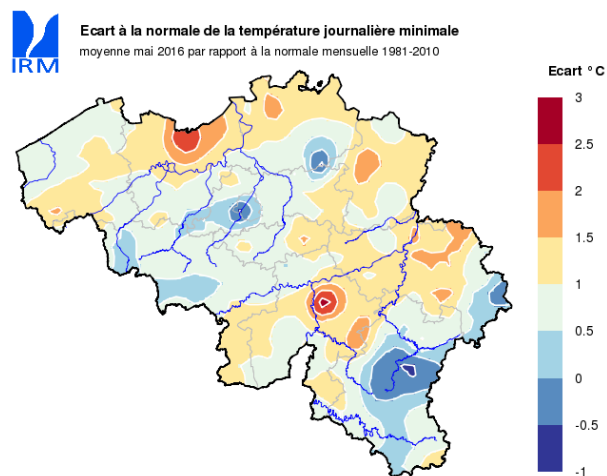 Ecart à la normale de la température journalière minimale
moyenne mai 2016 par rapport à la normale mensuelle 1981-2010
IRM
Ecart °C
3
2.5
2
1.5
1
0.5
0
-0.5
-1